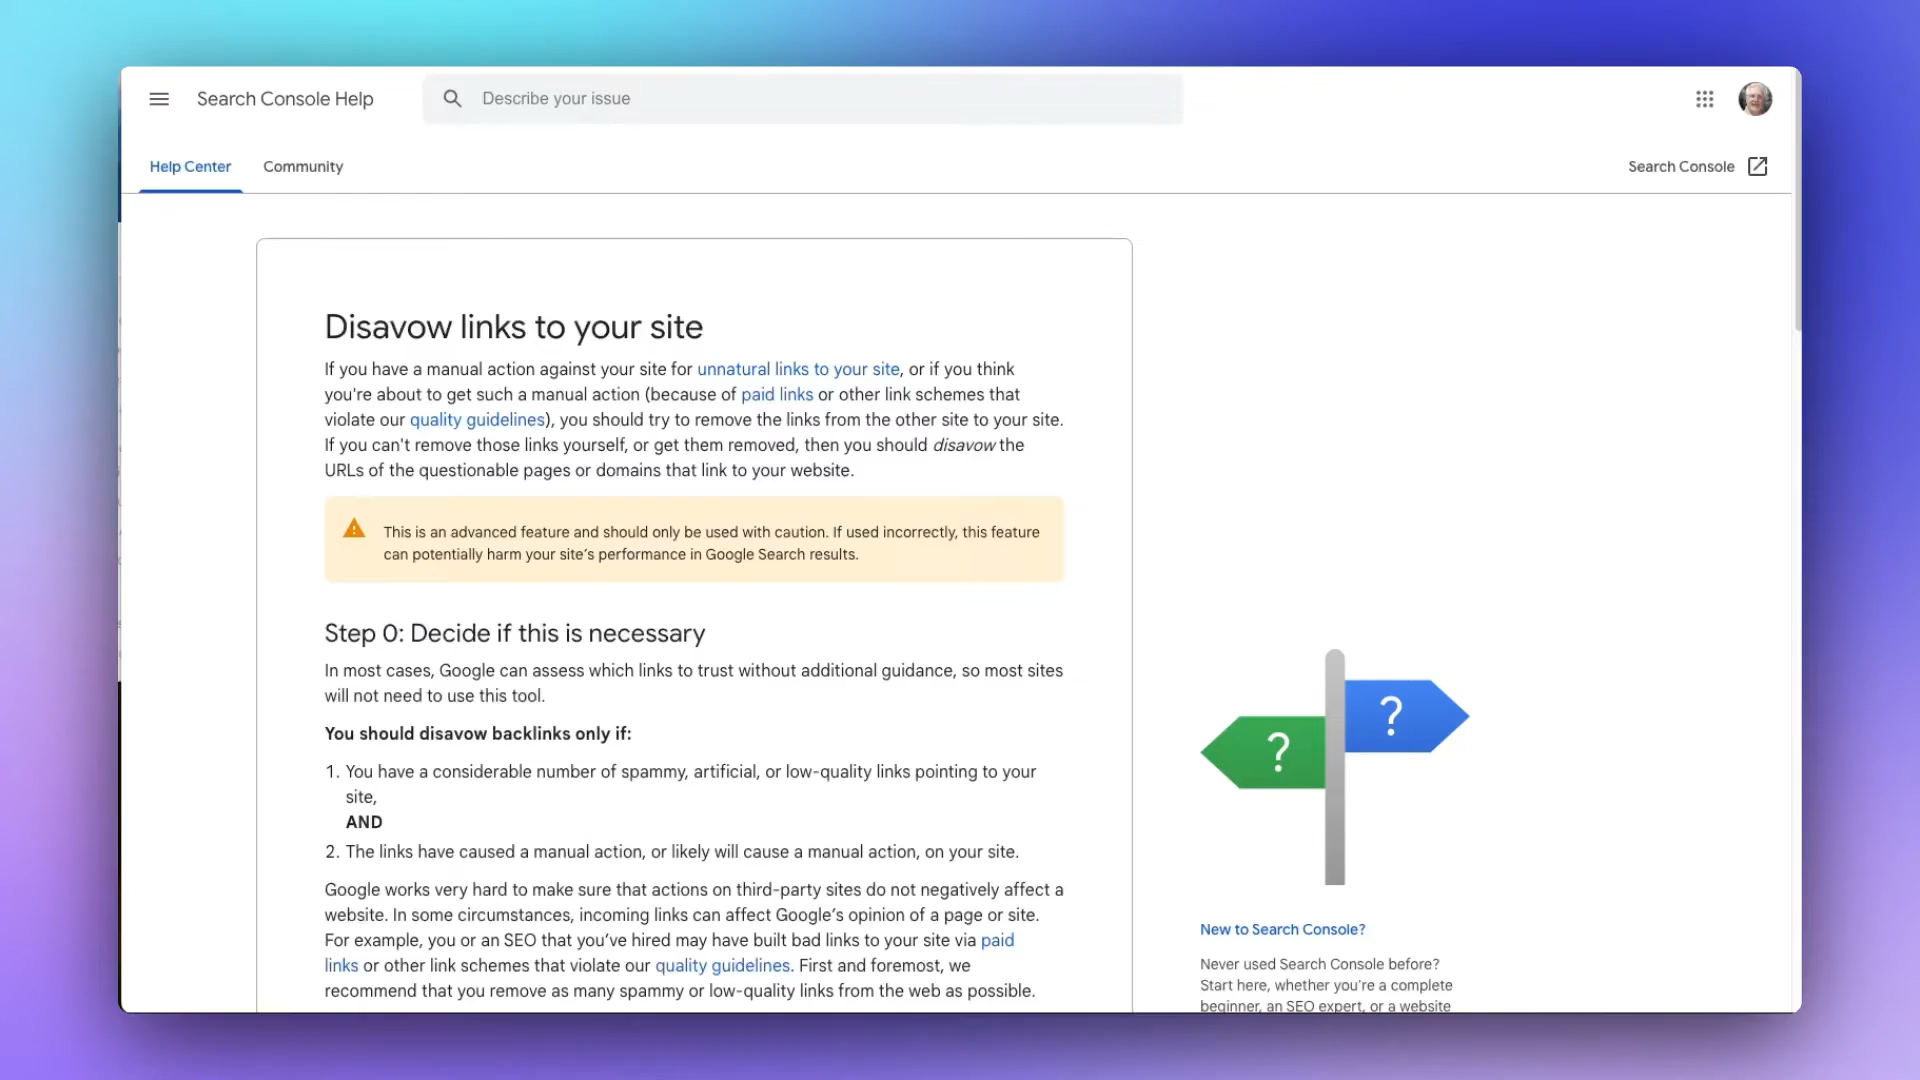 Search Console Help
Describe your issue
Help Center
Community
Search Console
Disavow links to your site
If you have a manual action against your site for unnatural links to your site, or if you think
you're about to get such a manual action (because of paid links or other link schemes that
violate our quality guidelines), you should try to remove the links from the other site to your site.
If you can't remove those links yourself, or get them removed, then you should disavow the
URLs of the questionable pages or domains that link to your website.
This is an advanced feature and should only be used with caution. If used incorrectly, this feature
can potentially harm your site’s performance in Google Search results.
Step 0: Decide if this is necessary
In most cases, Google can assess which links to trust without additional guidance, so most sites
will not need to use this tool.
You should disavow backlinks only if:
1. You have a considerable number of spammy, artificial, or low-quality links pointing to your
site,
AND
2. The links have caused a manual action, or likely will cause a manual action, on your site.
Google works very hard to make sure that actions on third-party sites do not negatively affect a
website. In some circumstances, incoming links can affect Google’s opinion of a page or site.
For example, you or an SEO that you’ve hired may have built bad links to your site via paid
links or other link schemes that violate our quality guidelines. First and foremost, we
recommend that you remove as many spammy or low-quality links from the web as possible.
?
?
New to Search Console?
Never used Search Console before?
Start here, whether you're a complete
beginner, an SEO expert, or a website